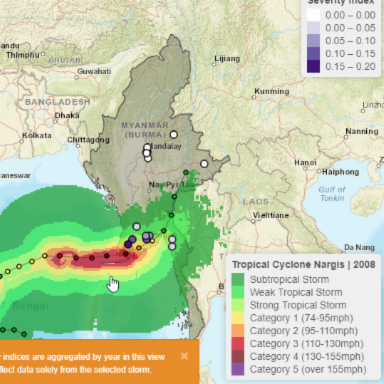 Severity Index
0.00 – 0.00
0.00 – 0.05
0.05 – 0.10
0.10 – 0.15
0.15 – 0.20
Thimphu
BHUTAN
Guwahati
Lijiang
Kunming
BANGLADESH
Dhaka
Kolkata
Chittagong
MYANMAR
(BURMA)
Mandalay
Nanning
Hanoi
Haiphong
Gulf of
Tonkin
Nay Pyi Taw
LAOS
Vientiane
Da Nang
Bengal
Tropical Cyclone Nargis | 2008
Subtropical Storm
Weak Tropical Storm
Strong Tropical Storm
Category 1 (74-95mph)
Category 2 (95-110mph)
Category 3 (110-130mph)
Category 4 (130-155mph)
Category 5 (over 155mph)
indices are aggregated by year in this view
flect data solely from the selected storm.
×